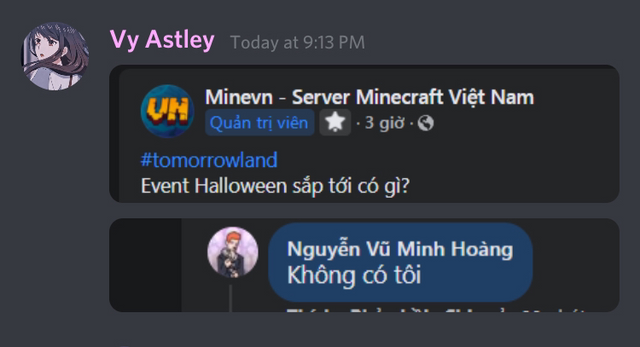 Vy Astley Today at 9:13 PM
VN
Minevn - Server Minecraft Việt Nam
Quản trị viên · 3 giờ ·
#tomorrowland
Event Halloween sắp tới có gì?
Nguyễn Vũ Minh Hoàng
Không có tôi